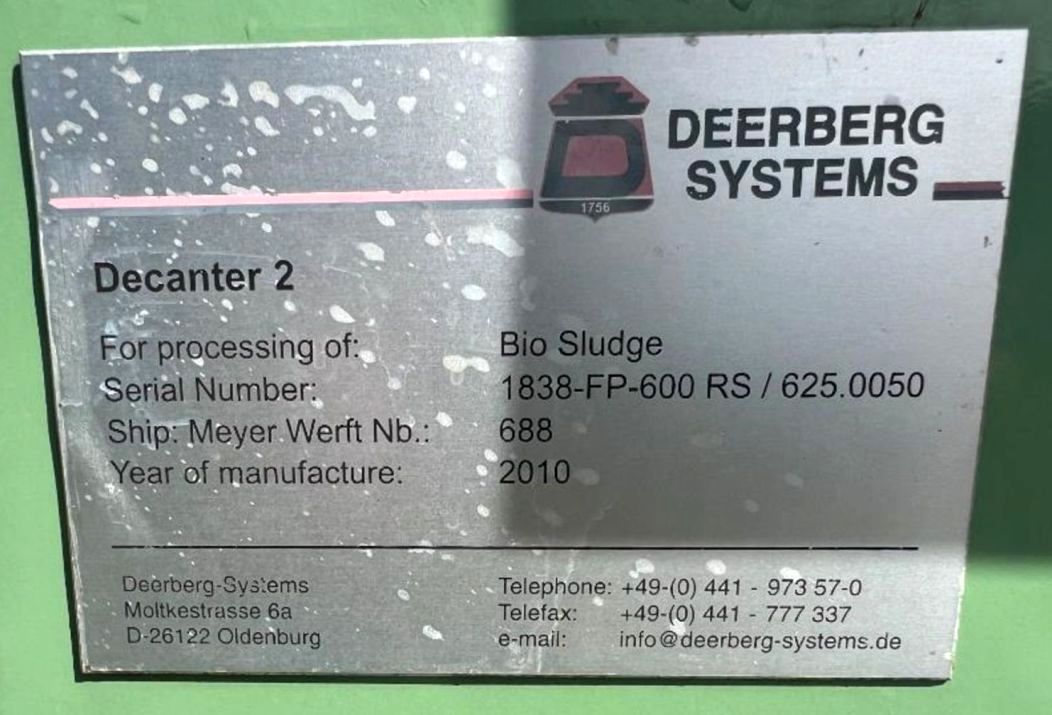 DEERBERG
SYSTEMS
D
1756
Decanter 2
For processing of: Bio Sludge
Serial Number: 1838-FP-600 RS / 625.0050
Ship: Meyer Werft Nb.: 688
Year of manufacture: 2010
Deerberg-Systems Telephone: +49-(0) 441 - 973 57-0
Moltkestrasse 6a Telefax: +49-(0) 441 - 777 337
D-26122 Oldenburg e-mail: info@deerberg-systems.de